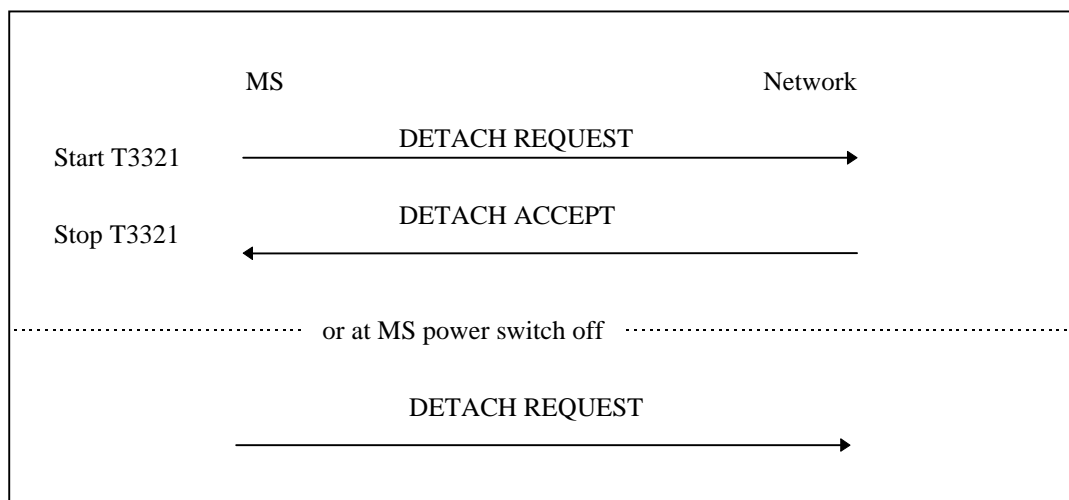 MS Network
DETACH REQUEST
Start T3321
DETACH ACCEPT
Stop T3321
or at MS power switch off
DETACH REQUEST